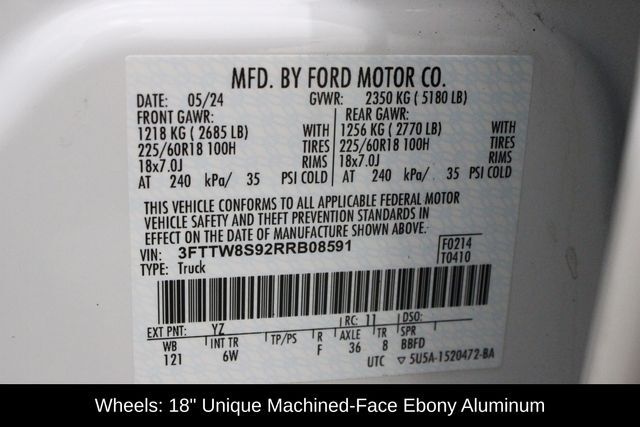 MFD. BY FORD MOTOR CO.
DATE: 05/24 GVWR: 2350 KG ( 5180 LB)
FRONT GAWR: REAR GAWR:
1218 KG ( 2685 LB) WITH 1256 KG ( 2770 LB) WITH
225/60R18 100H TIRES 225/60R18 100H TIRES
18x7.0J RIMS 18x7.0J RIMS
AT 240 kPa/ 35 PSI COLD AT 240 kPa/ 35 PSI COLD
THIS VEHICLE CONFORMS TO ALL APPLICABLE FEDERAL MOTOR
VEHICLE SAFETY AND THEFT PREVENTION STANDARDS IN
EFFECT ON THE DATE OF MANUFACTURE SHOWN ABOVE.
VIN: 3FTTW8S92RRB08591 F0214
TYPE: Truck T0410
EXT PNT: YZ RC: 11 DSO:
WB INT TR TP/PS R AXLE TR SPR
121 6W F 36 8 BBFD
UTC ▽ 5U5A-1520472-BA
Wheels: 18" Unique Machined-Face Ebony Aluminum